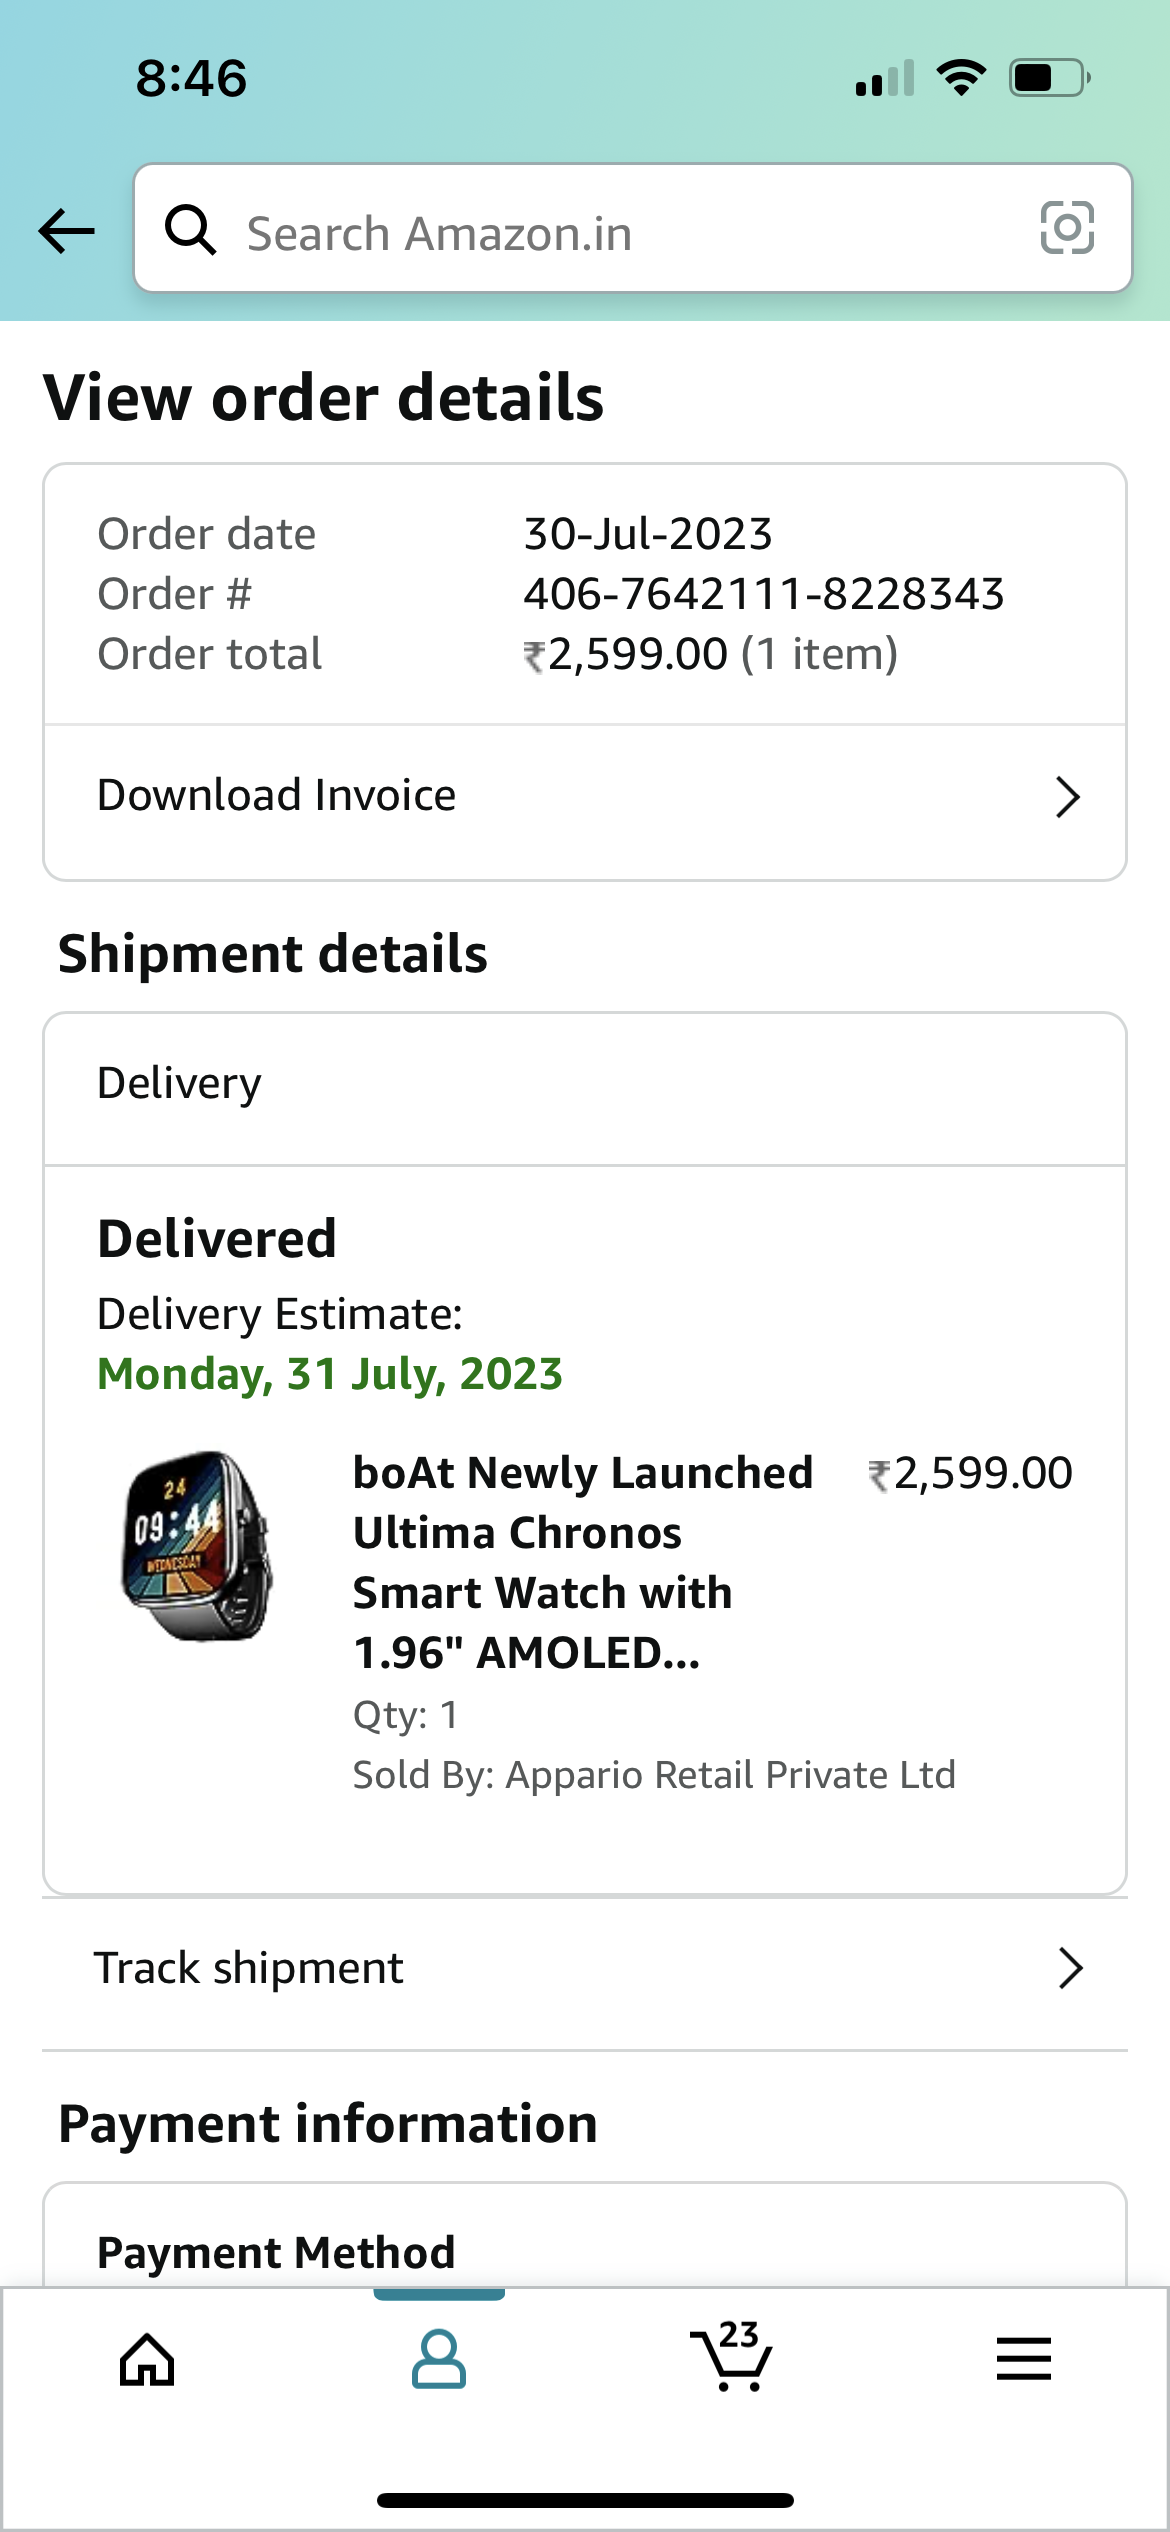 8:46
Search Amazon.in
View order details
Order date 30-Jul-2023
Order # 406-7642111-8228343
Order total ₹2,599.00 (1 item)
Download Invoice
Shipment details
Delivery
Delivered
Delivery Estimate:
Monday, 31 July, 2023
24
09:44
WEDNESDAY
boAt Newly Launched ₹2,599.00
Ultima Chronos
Smart Watch with
1.96" AMOLED...
Qty: 1
Sold By: Appario Retail Private Ltd
Track shipment
Payment information
Payment Method
23